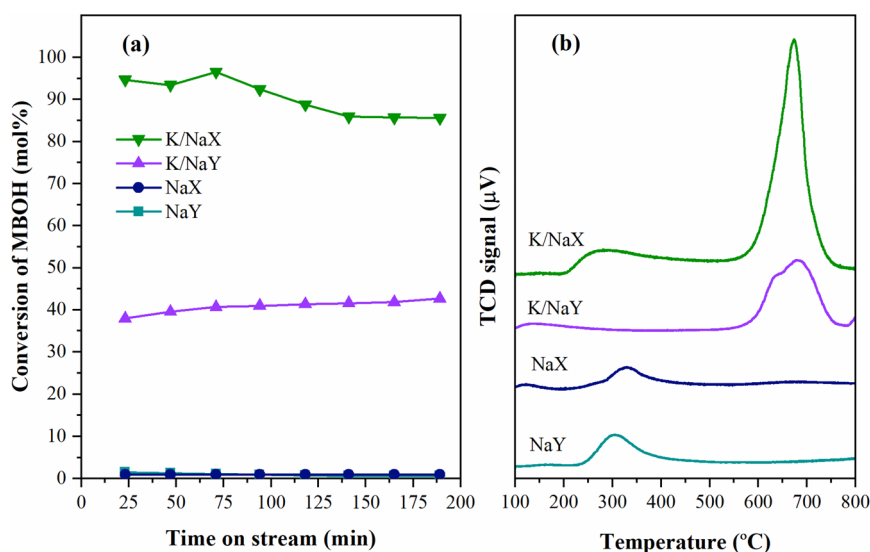 (a)
100
90
80
70
60
50
40
30
20
10
0
Conversion of MBOH (mol%)
K/NaX
K/NaY
NaX
NaY
0 25 50 75 100 125 150 175 200
Time on stream (min)
(b)
TCD signal (μV)
K/NaX
K/NaY
NaX
NaY
100 200 300 400 500 600 700 800
Temperature (ºC)